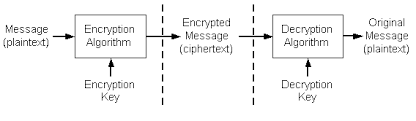 Message
(plaintext)
Encryption
Algorithm
Encrypted
Message
(ciphertext)
Decryption
Algorithm
Original
Message
(plaintext)
Encryption
Key
Decryption
Key